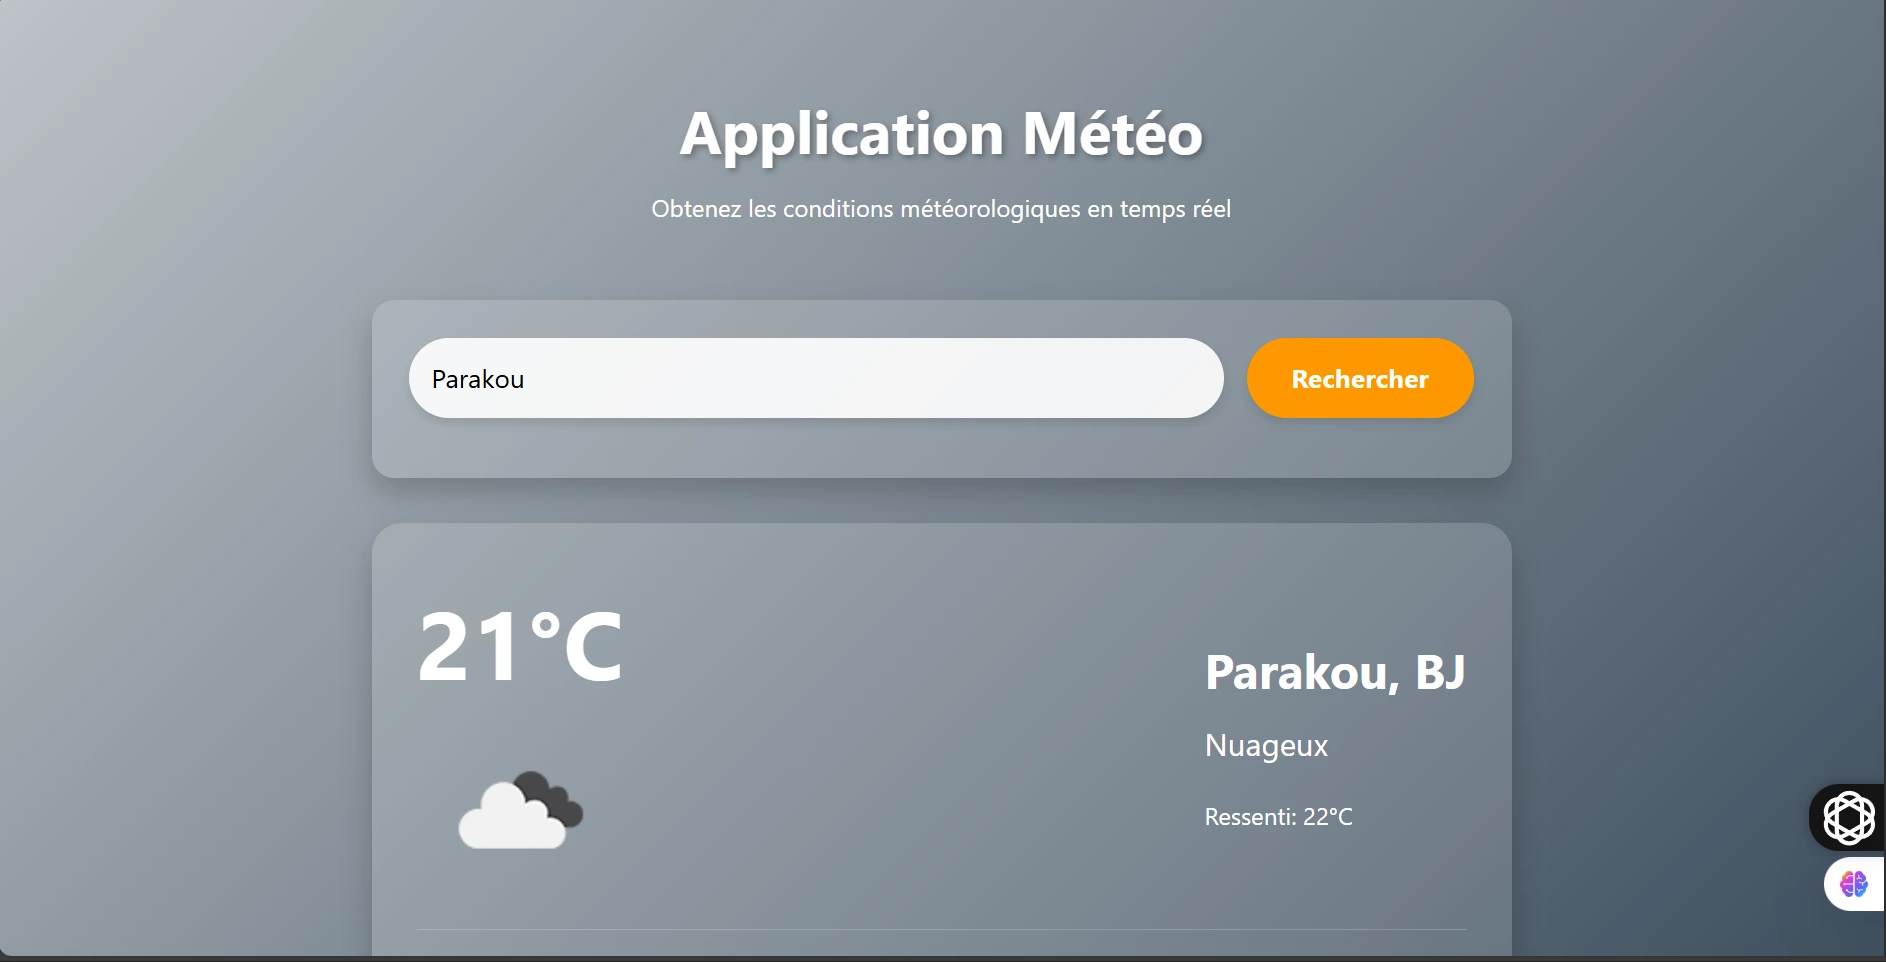 Application Météo
Obtenez les conditions météorologiques en temps réel
Parakou
Rechercher
21°C
Parakou, BJ
Nuageux
Ressenti: 22°C